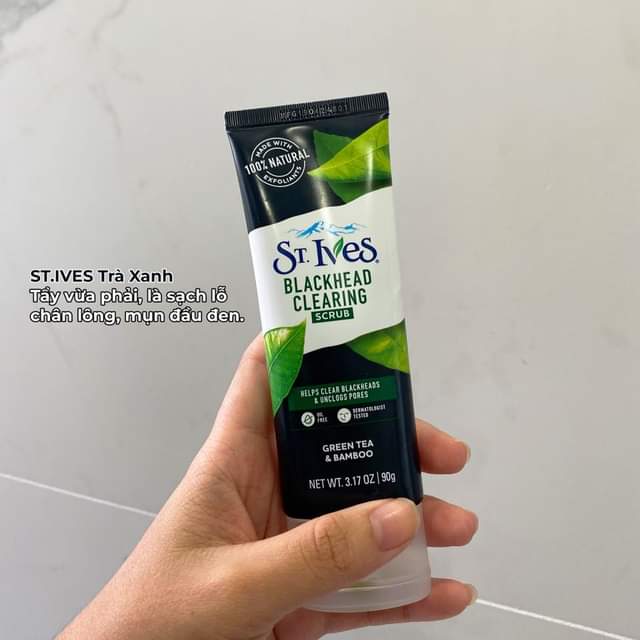 MADE WITH
100% NATURAL
EXFOLIANTS
ST. IVES
BLACKHEAD
CLEARING
SCRUB
ST.IVES Trà Xanh
Tẩy vừa phải, là sạch lỗ
chân lông, mụn đầu đen.
HELPS CLEAR BLACKHEADS
& UNCLOGS PORES
OIL
FREE
DERMATOLOGIST
TESTED
GREEN TEA
& BAMBOO
NET WT. 3.17 OZ | 90g